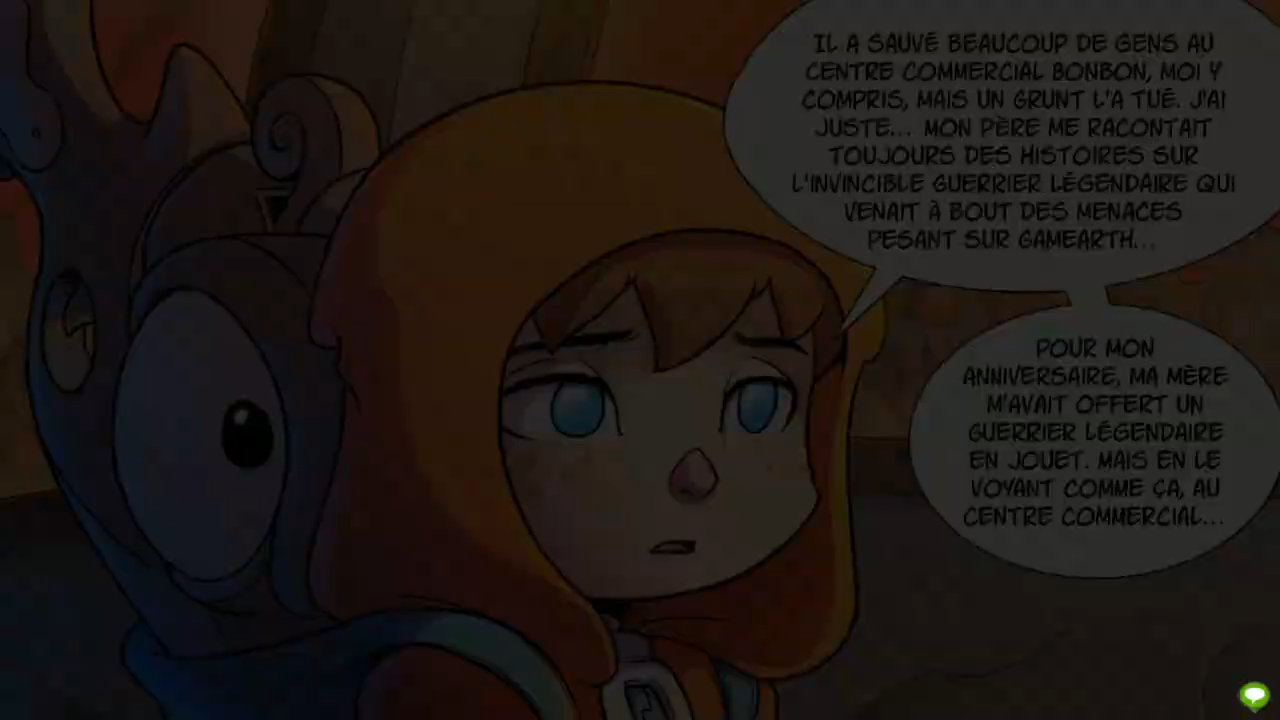 IL A SAUVÉ BEAUCOUP DE GENS AU
CENTRE COMMERCIAL BONBON, MOI Y
COMPRIS, MAIS UN GRUNT L'A TUÉ. J'AI
JUSTE... MON PÈRE ME RACONTAIT
TOUJOURS DES HISTOIRES SUR
L'INVINCIBLE GUERRIER LÉGENDAIRE QUI
VENAIT À BOUT DES MENACES
PESANT SUR GAMEARTH...
POUR MON
ANNIVERSAIRE, MA MÈRE
M'AVAIT OFFERT UN
GUERRIER LÉGENDAIRE
EN JOUET. MAIS EN LE
VOYANT COMME ÇA, AU
CENTRE COMMERCIAL...